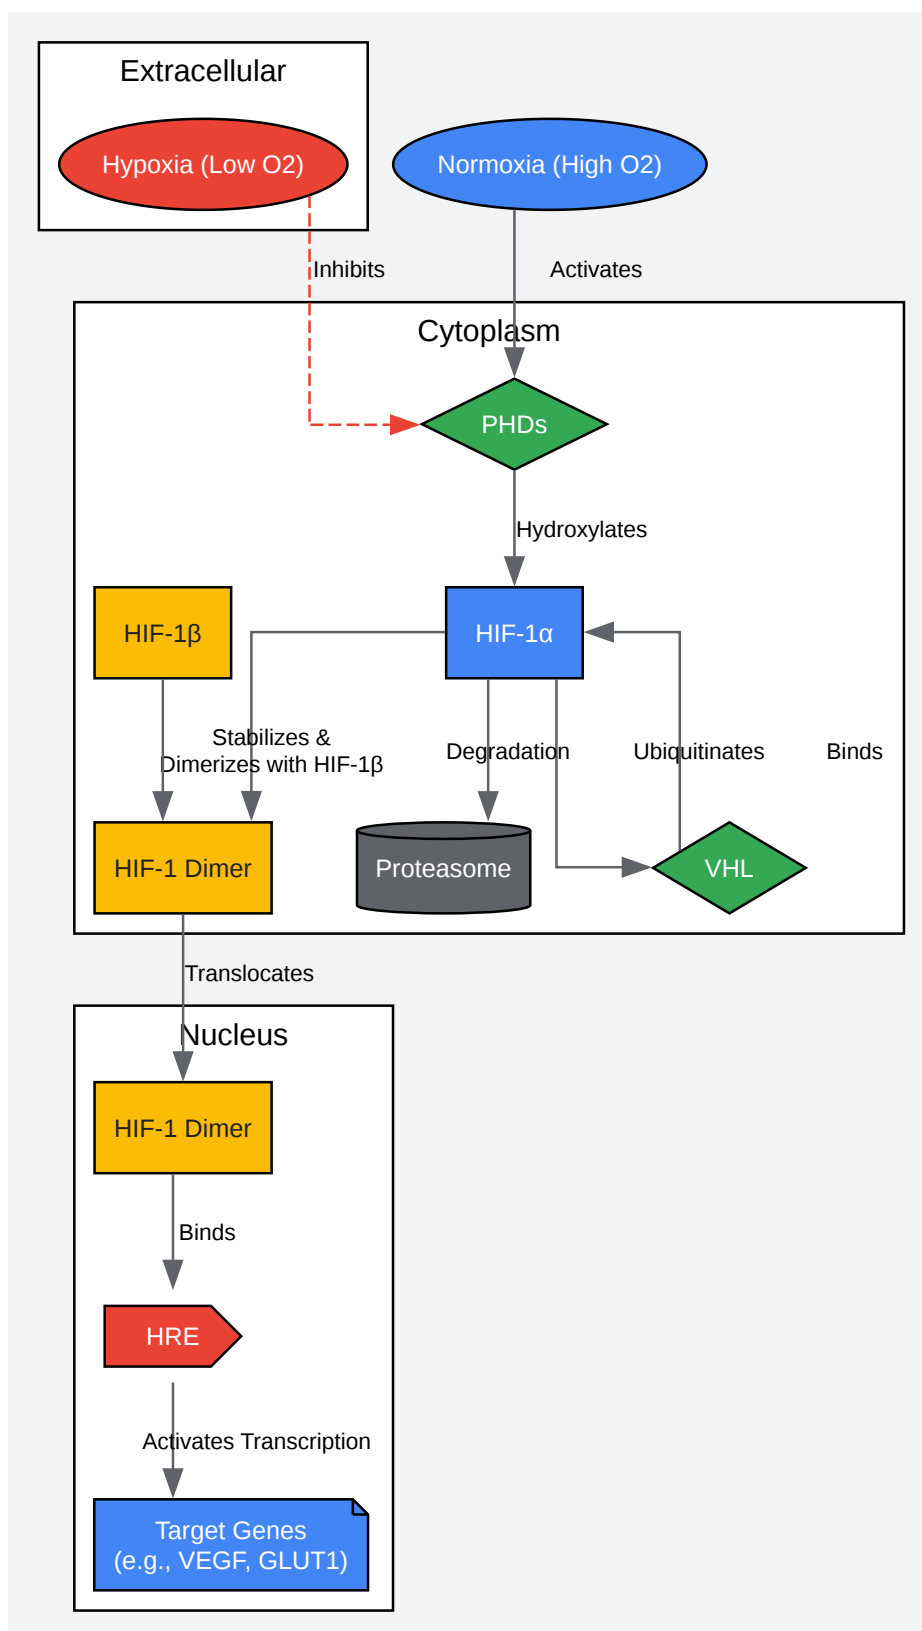 Extracellular
Hypoxia (Low O2)
Normoxia (High O2)
Inhibits
Activates
Cytoplasm
PHDs
Hydroxylates
HIF-1β
HIF-1α
Stabilizes &
Dimerizes with HIF-1β
Degradation
Ubiquitinates
Binds
HIF-1 Dimer
Proteasome
VHL
Translocates
Nucleus
HIF-1 Dimer
Binds
HRE
Activates Transcription
Target Genes
(e.g., VEGF, GLUT1)